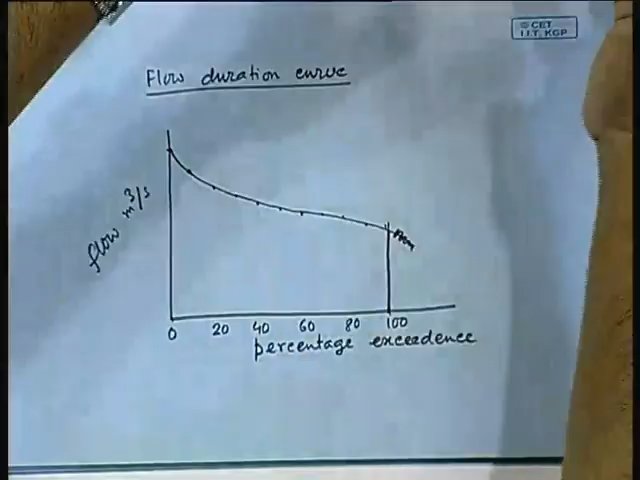 © CET
I.I.T. KGP
Flow duration curve
flow m³/s
0 20 40 60 80 100
percentage exceedence